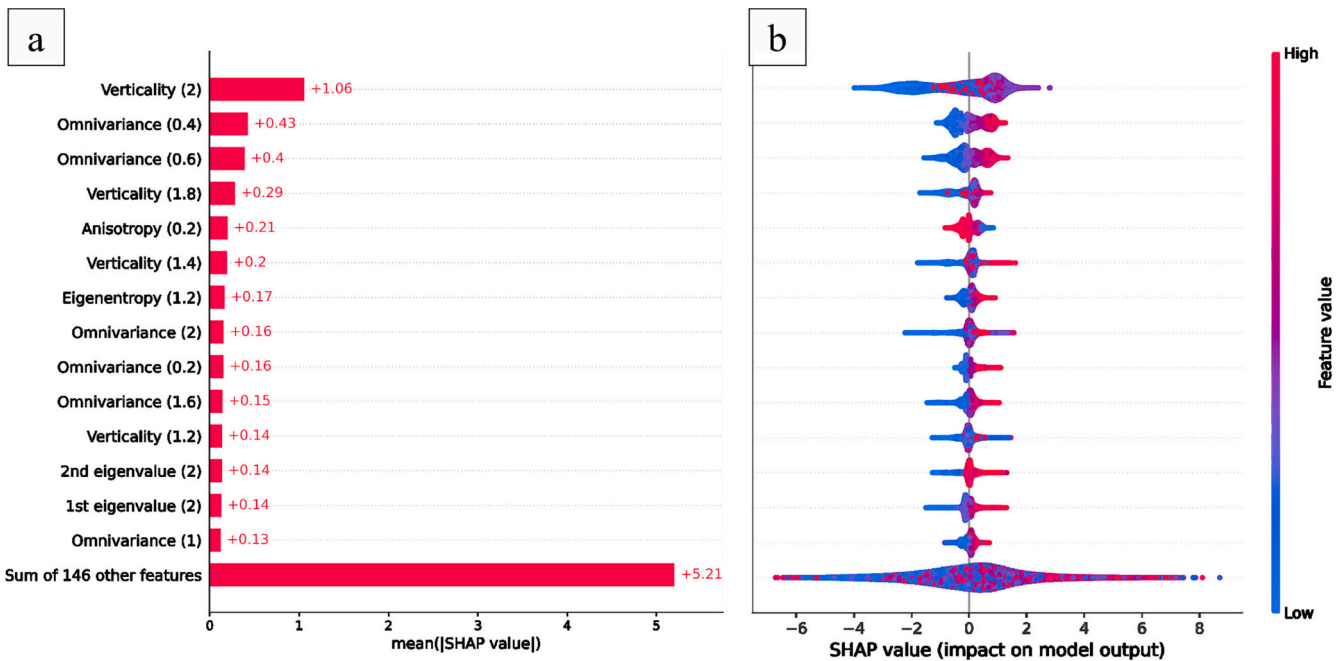 a
Verticality (2)
+1.06
Omnivariance (0.4)
+0.43
Omnivariance (0.6)
+0.4
Verticality (1.8)
+0.29
Anisotropy (0.2)
+0.21
Verticality (1.4)
+0.2
Eigenentropy (1.2)
+0.17
Omnivariance (2)
+0.16
Omnivariance (0.2)
+0.16
Omnivariance (1.6)
+0.15
Verticality (1.2)
+0.14
2nd eigenvalue (2)
+0.14
1st eigenvalue (2)
+0.14
Omnivariance (1)
+0.13
Sum of 146 other features
+5.21
0 1 2 3 4 5
mean(|SHAP value|)
b
−6 −4 −2 0 2 4 6 8
SHAP value (impact on model output)
High
Feature value
Low